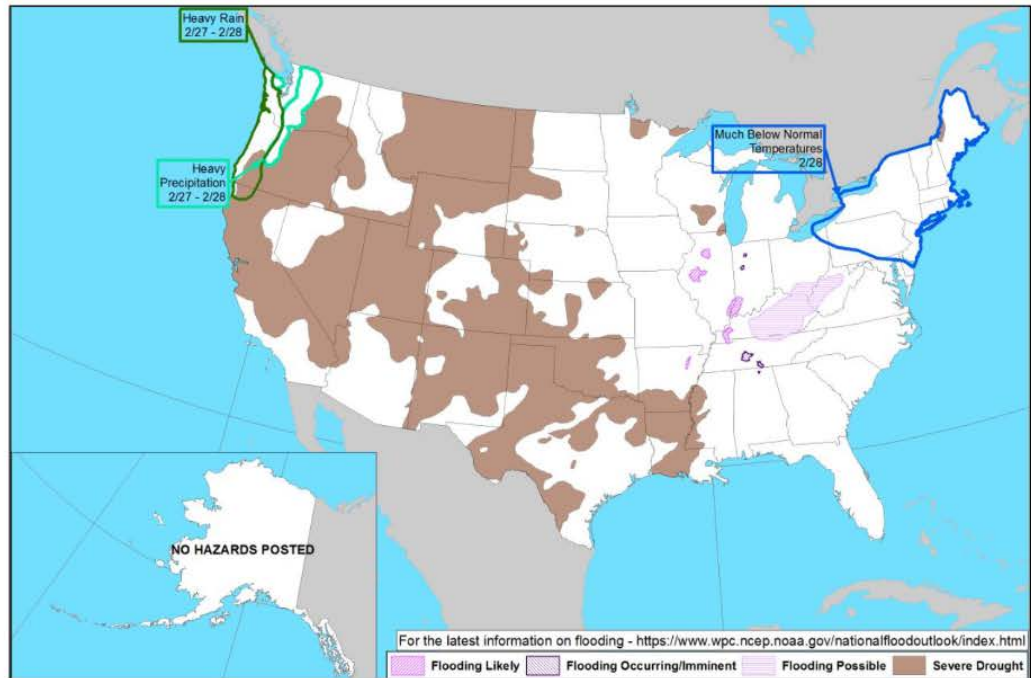 Heavy Rain
2/27 - 2/28
Much Below Normal
Temperatures
2/28
Heavy
Precipitation
2/27 - 2/28
NO HAZARDS POSTED
For the latest information on flooding - https://www.wpc.ncep.noaa.gov/nationalfloodoutlook/index.html
Flooding Likely
Flooding Occurring/Imminent
Flooding Possible
Severe Drought